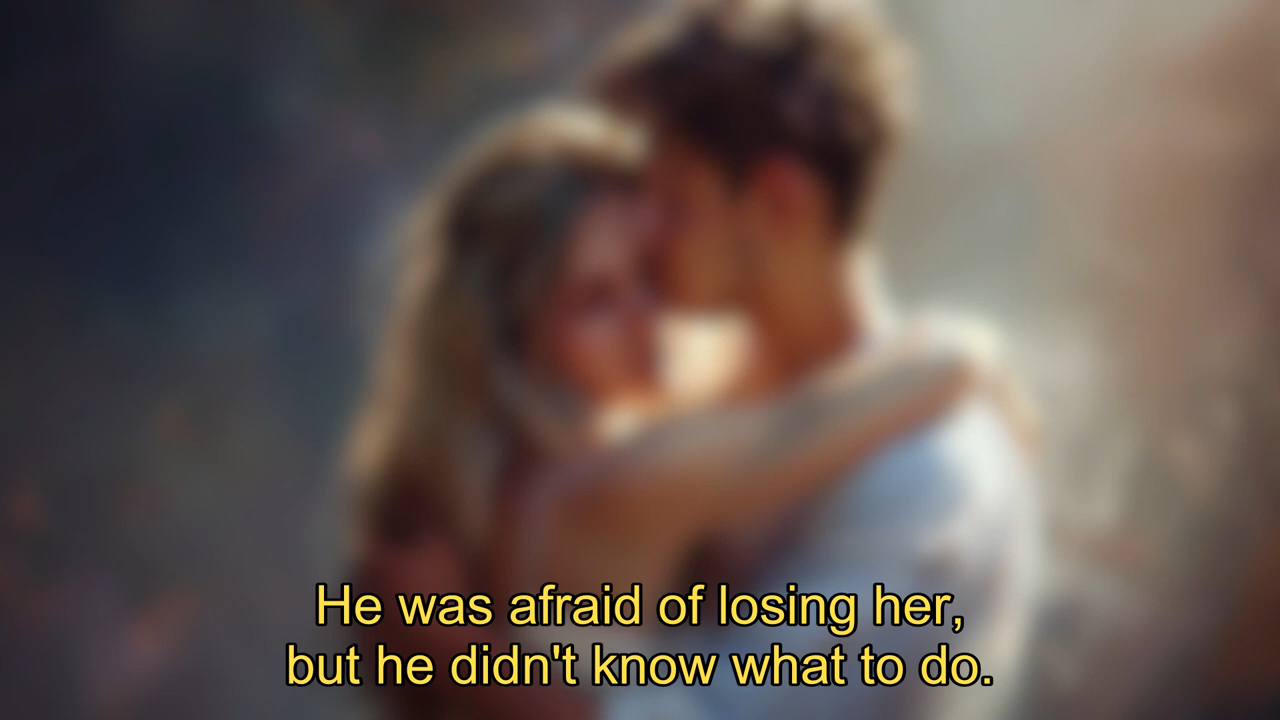 He was afraid of losing her,
but he didn't know what to do.